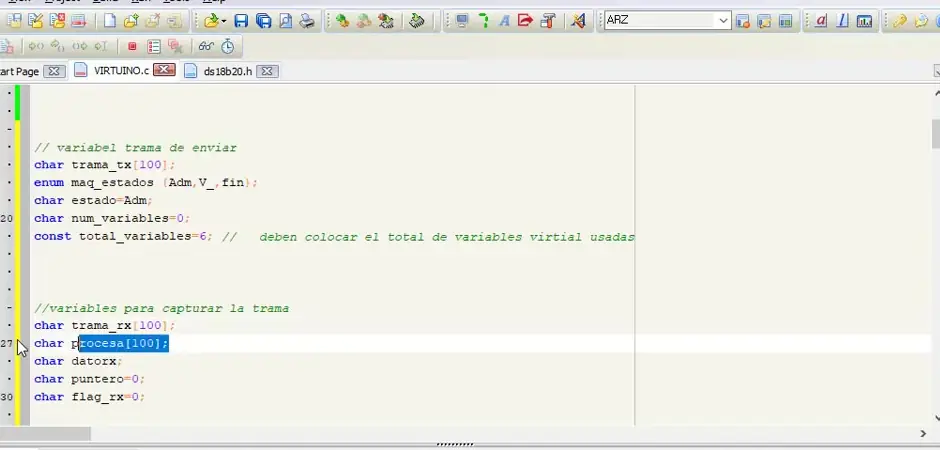 ARZ
art Page
VIRTUINO.c
ds18b20.h
// variabel trama de enviar
char trama_tx[100];
enum maq_estados {Adm,V_,fin};
char estado=Adm;
20
char num_variables=0;
const total_variables=6; //   deben colocar el total de variables virtial usadas
//variables para capturar la trama
char trama_rx[100];
27
char procesa[100];
char datorx;
char puntero=0;
30
char flag_rx=0;